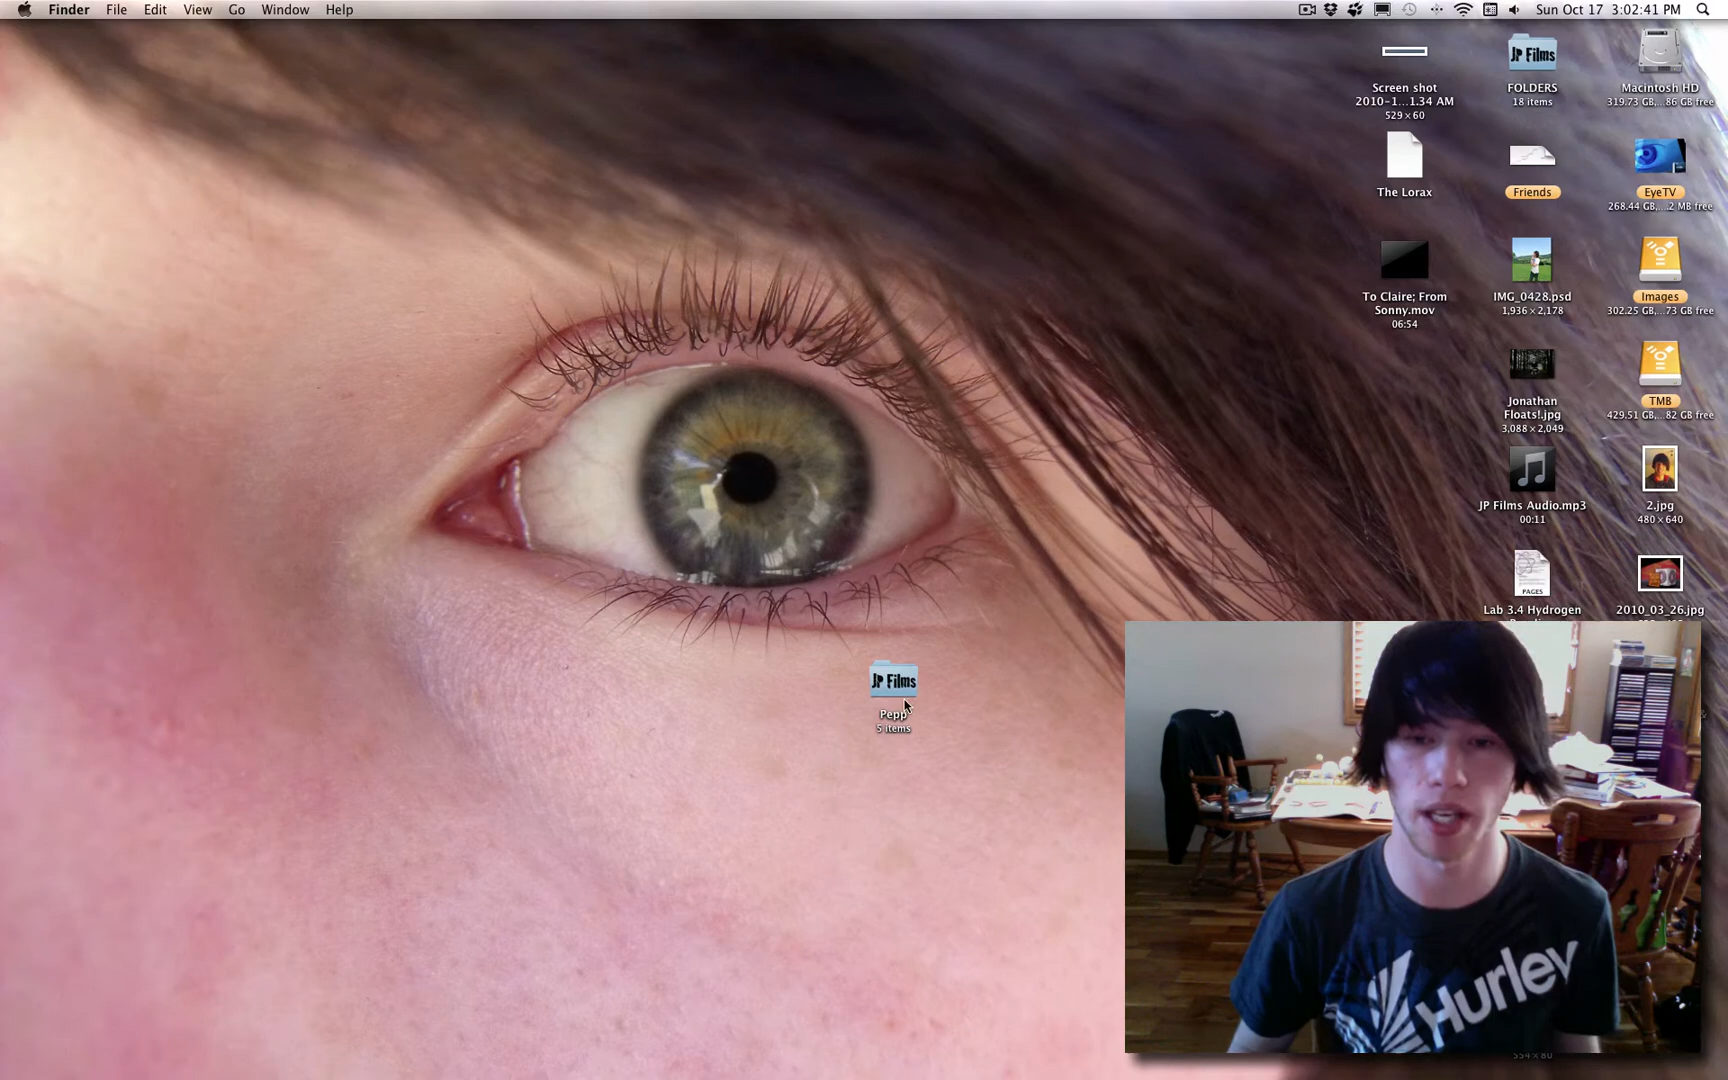 Finder File Edit View Go Window Help Sun Oct 17 3:02:41 PM
Screen shot
2010-1...1.34 AM
529×60
JP Films
FOLDERS
18 items
Macintosh HD
319.73 GB,...86 GB free
The Lorax
Friends
EyeTV
268.44 GB,...2 MB free
To Claire; From
Sonny.mov
06:54
IMG_0428.psd
1,936×2,178
Images
302.25 GB,...73 GB free
Jonathan
Floats!.jpg
3,088×2,049
TMB
429.51 GB,...82 GB free
JP Films Audio.mp3
00:11
2.jpg
480×640
PAGES
Lab 3.4 Hydrogen
2010_03_26.jpg
JP Films
Pepp
5 items
Hurley
554×80